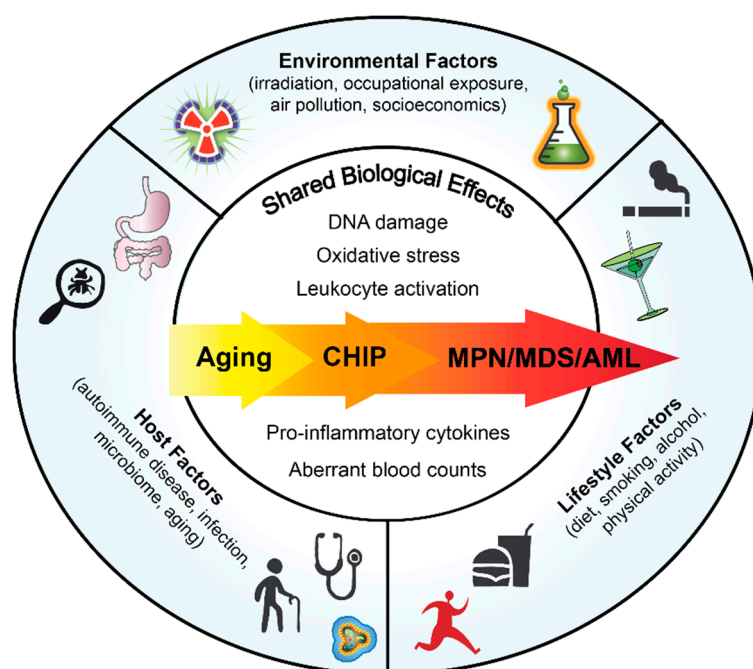 Environmental Factors
(irradiation, occupational exposure,
air pollution, socioeconomics)
Shared Biological Effects
DNA damage
Oxidative stress
Leukocyte activation
Aging
CHIP
MPN/MDS/AML
Pro-inflammatory cytokines
Aberrant blood counts
Host Factors
(autoimmune disease, infection,
microbiome, aging)
Lifestyle Factors
(diet, smoking, alcohol,
physical activity)